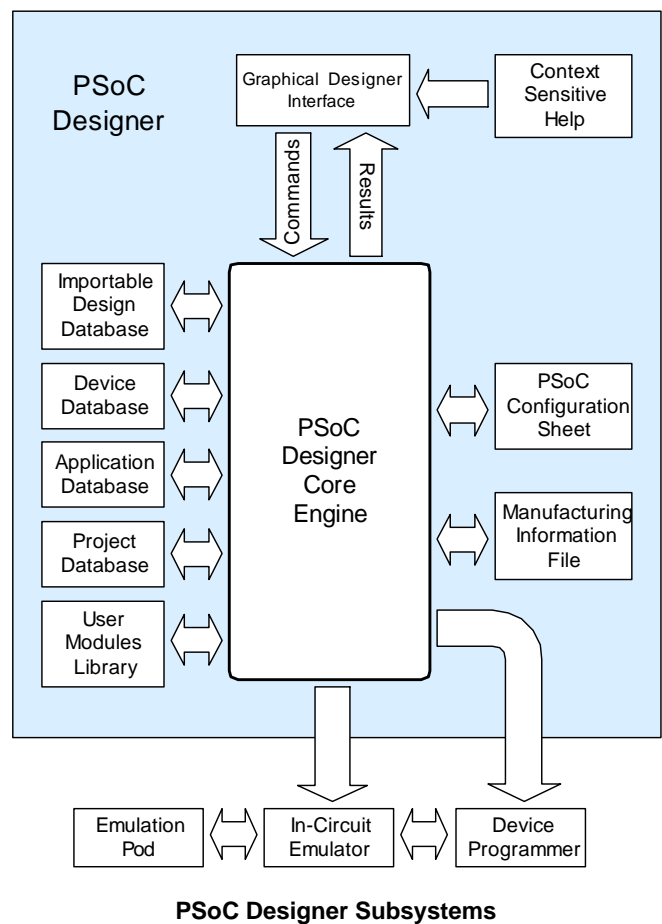 PSoC
Designer
Graphical Designer
Interface
Context
Sensitive
Help
Commands
Results
Importable
Design
Database
Device
Database
Application
Database
Project
Database
User
Modules
Library
PSoC
Designer
Core
Engine
PSoC
Configuration
Sheet
Manufacturing
Information
File
Emulation
Pod
In-Circuit
Emulator
Device
Programmer
PSoC Designer Subsystems